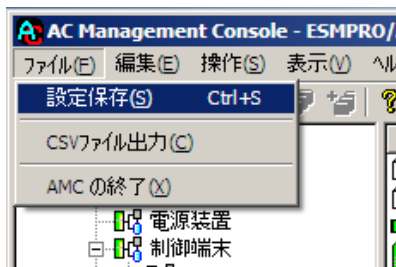 AC Management Console - ESMPRO/
ファイル(F) 編集(E) 操作(S) 表示(V)
設定保存(S) Ctrl+S
CSVファイル出力(C)
AMC の終了(X)
電源装置
制御端末